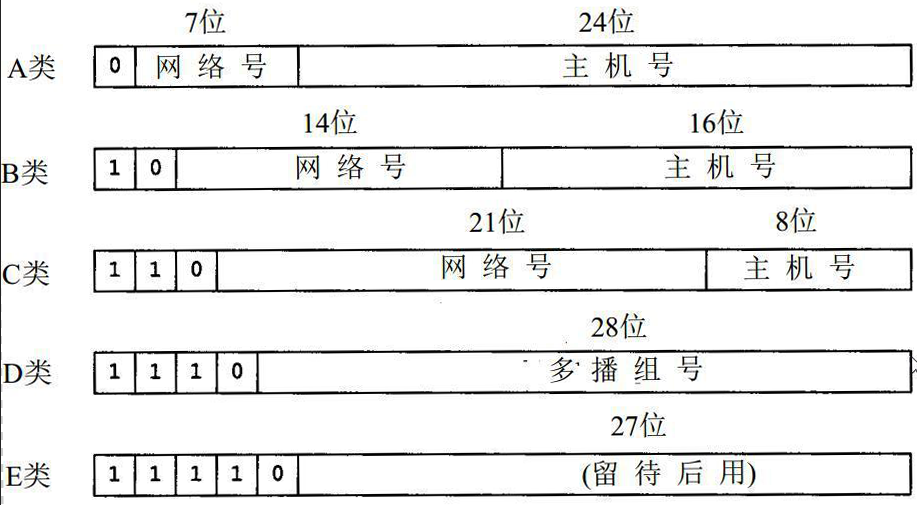 7位 24位
A类 0 网络号 主机号
14位 16位
B类 1 0 网络号 主机号
21位 8位
C类 1 1 0 网络号 主机号
28位
D类 1 1 1 0 多播组号
27位
E类 1 1 1 1 0 (留待后用)